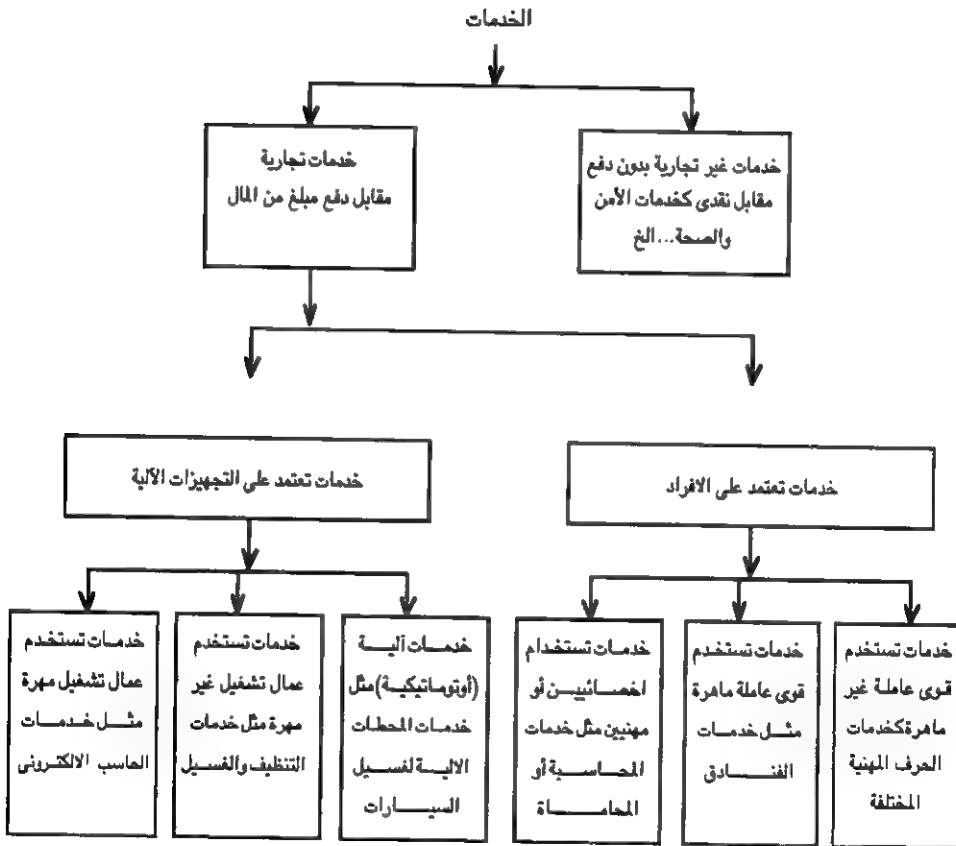 الخدمات
خدمات غير تجارية بدون دفع
مقابل نقدى كخدمات الأمن
والصحة...الخ
خدمات تجارية
مقابل دفع مبلغ من المال
خدمات تعتمد على الافراد
خدمات تعتمد على التجهيزات الآلية
خدمات تستخدم
قوى عاملة غير
ماهرة كخدمات
الحرف المهنية
المختلفة
خدمات تستخدم
قوى عاملة ماهرة
مثل خدمات
الفنادق
خدمات تستخدام
اخصائيين أو
مهنيين مثل خدمات
المحاسبة أو
المحاماة
خدمات آلية
(أوتوماتيكية) مثل
خدمات المحطات
الالية لغسيل
السيارات
خدمات تستخدم
عمال تشغيل غير
مهرة مثل خدمات
التنظيف والغسيل
خدمات تستخدم
عمال تشغيل مهرة
مثل خدمات
الحاسب الالكترونى